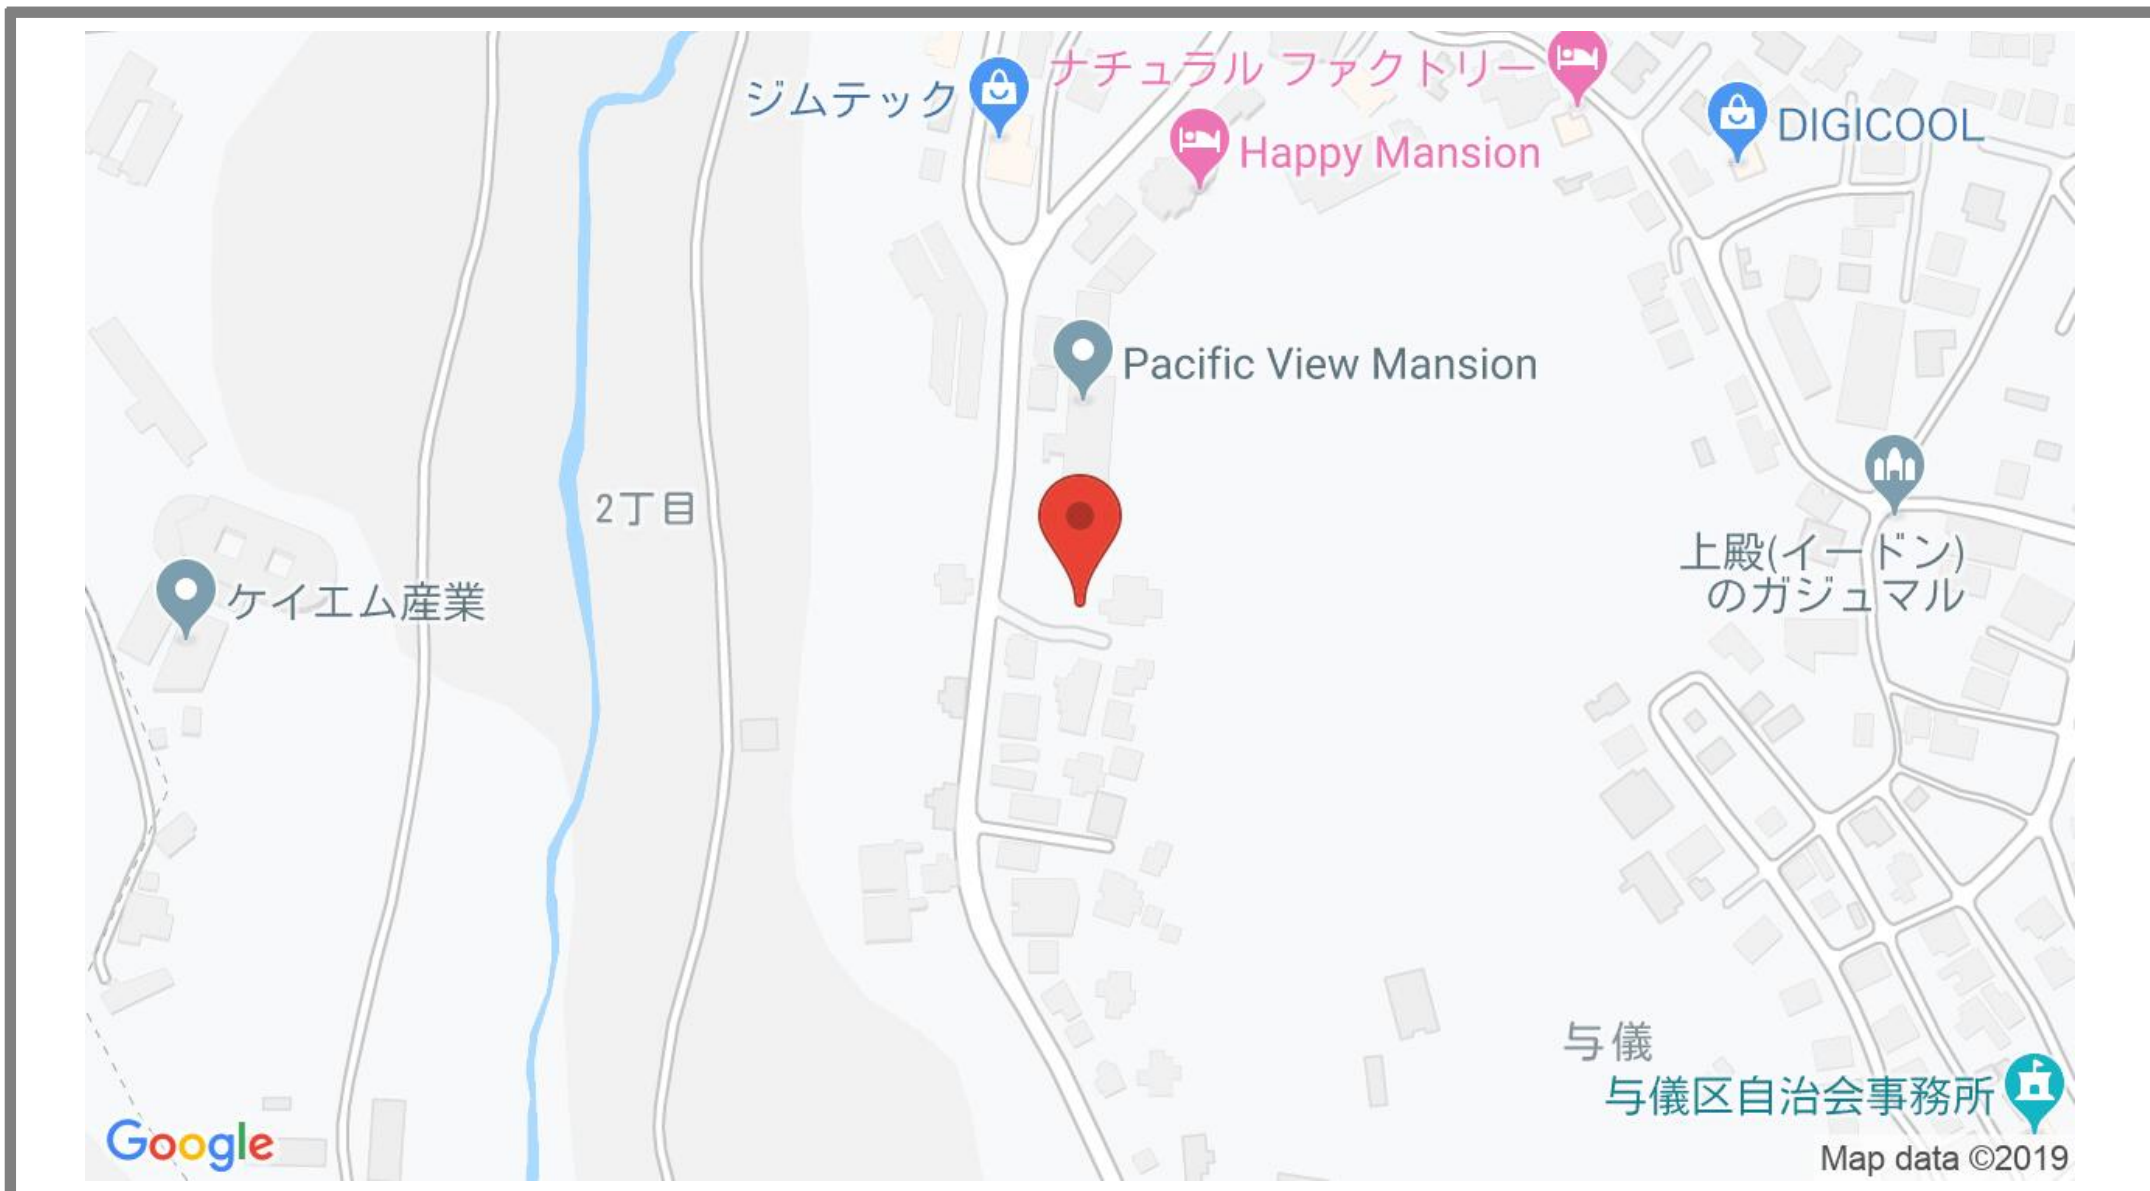 ナチュラル ファクトリー
ジムテック
DIGICOOL
Happy Mansion
Pacific View Mansion
2丁目
上殿(イードン)
のガジュマル
ケイエム産業
与儀
与儀区自治会事務所
Google
Map data ©2019